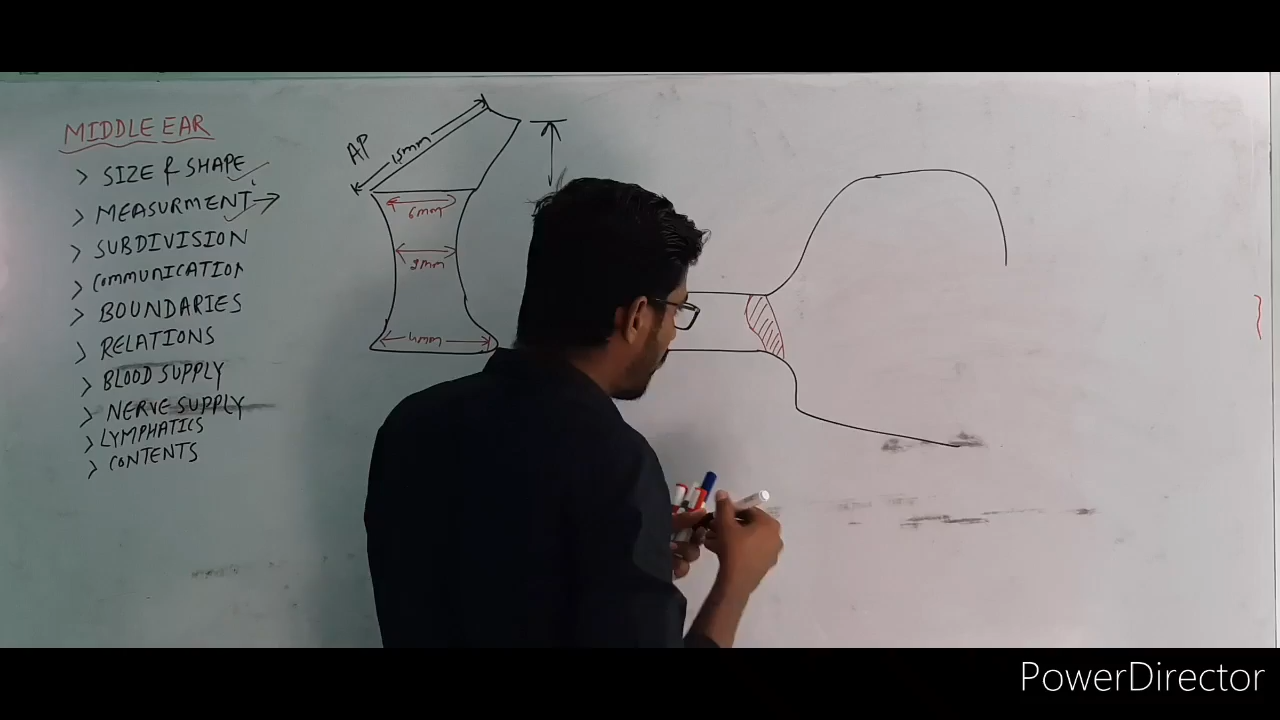 MIDDLE EAR
> SIZE & SHAPE
> MEASURMENT
> SUBDIVISION
> COMMUNICATION
> BOUNDARIES
> RELATIONS
> BLOOD SUPPLY
> NERVE SUPPLY
> LYMPHATICS
> CONTENTS
AP
15mm
6mm
2mm
4mm
PowerDirector